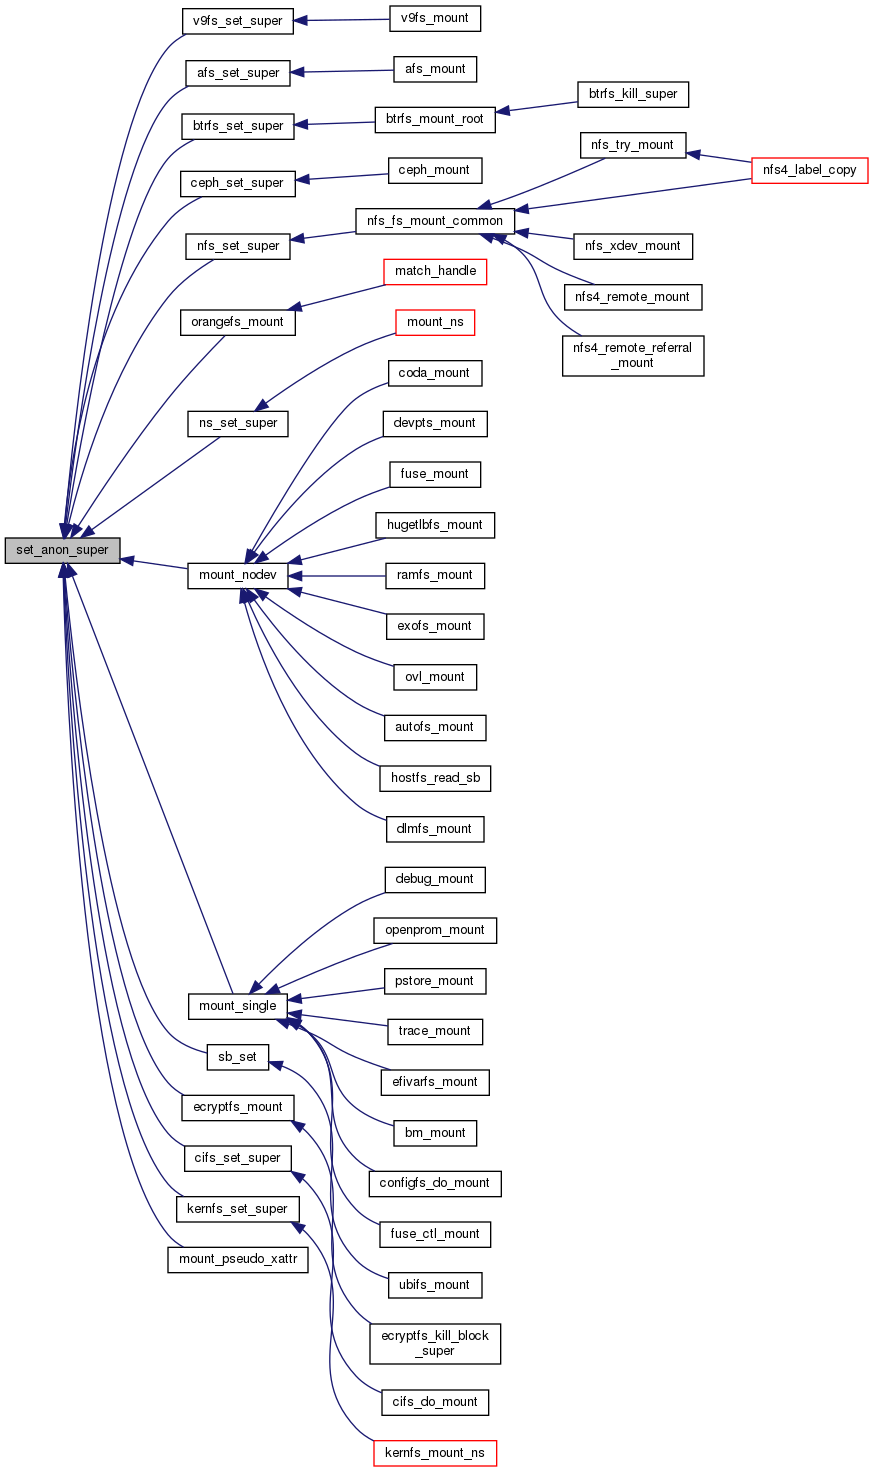 v9fs_set_super
v9fs_mount
afs_set_super
afs_mount
btrfs_set_super
btrfs_mount_root
btrfs_kill_super
ceph_set_super
ceph_mount
nfs_try_mount
nfs4_label_copy
nfs_set_super
nfs_fs_mount_common
nfs_xdev_mount
nfs4_remote_mount
nfs4_remote_referral
_mount
orangefs_mount
match_handle
mount_ns
ns_set_super
coda_mount
devpts_mount
fuse_mount
hugetlbfs_mount
set_anon_super
mount_nodev
ramfs_mount
exofs_mount
ovl_mount
autofs_mount
hostfs_read_sb
dlmfs_mount
debug_mount
openprom_mount
pstore_mount
mount_single
trace_mount
sb_set
efivarfs_mount
ecryptfs_mount
bm_mount
cifs_set_super
configfs_do_mount
kernfs_set_super
fuse_ctl_mount
mount_pseudo_xattr
ubifs_mount
ecryptfs_kill_block
_super
cifs_do_mount
kernfs_mount_ns